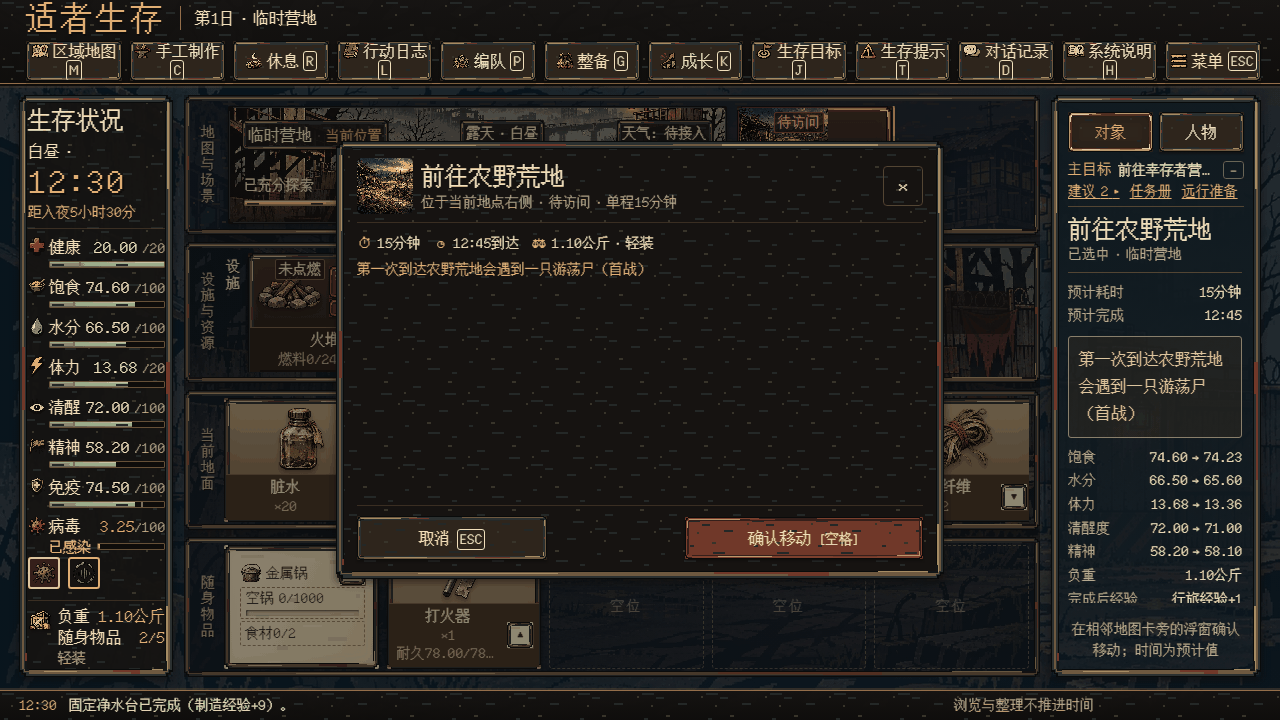 适者生存
第1日 · 临时营地
区域地图 M
手工制作 C
休息 R
行动日志 L
编队 P
整备 G
成长 K
生存目标 J
生存提示 T
对话记录 D
系统说明 H
菜单 ESC
生存状况
白昼 ·
12:30
距入夜5小时30分
健康 20.00 /20
饱食 74.60 /100
水分 66.50 /100
体力 13.68 /20
清醒 72.00 /100
精神 58.20 /100
免疫 74.50 /100
病毒 3.25/100
已感染
负重 1.10公斤
随身物品 2/5
轻装
地图与场景
临时营地 当前位置
露天 · 白昼
天气: 待接入
待访问
已充分探索
设施与资源
设施
未点燃
火堆
燃料0/24
当前地面
脏水
×20
纤维
随身物品
金属锅
空锅 0/1000
食材0/2
打火器
×1
耐久78.00/78…
空位
空位
空位
前往农野荒地
位于当前地点右侧 · 待访问 · 单程15分钟
×
15分钟 12:45到达 1.10公斤 · 轻装
第一次到达农野荒地会遇到一只游荡尸（首战）
取消 ESC
确认移动 [空格]
对象
人物
主目标 前往幸存者营…
建议 2 ▸ 任务册 远行准备
前往农野荒地
已选中 · 临时营地
预计耗时 15分钟
预计完成 12:45
第一次到达农野荒地
会遇到一只游荡尸
（首战）
饱食 74.60→74.23
水分 66.50→65.60
体力 13.68→13.36
清醒度 72.00→71.00
精神 58.20→58.10
负重 1.10公斤
完成后经验 行旅经验+1
在相邻地图卡旁的浮窗确认
移动；时间为预计值
12:30 固定净水台已完成（制造经验+9）。
浏览与整理不推进时间